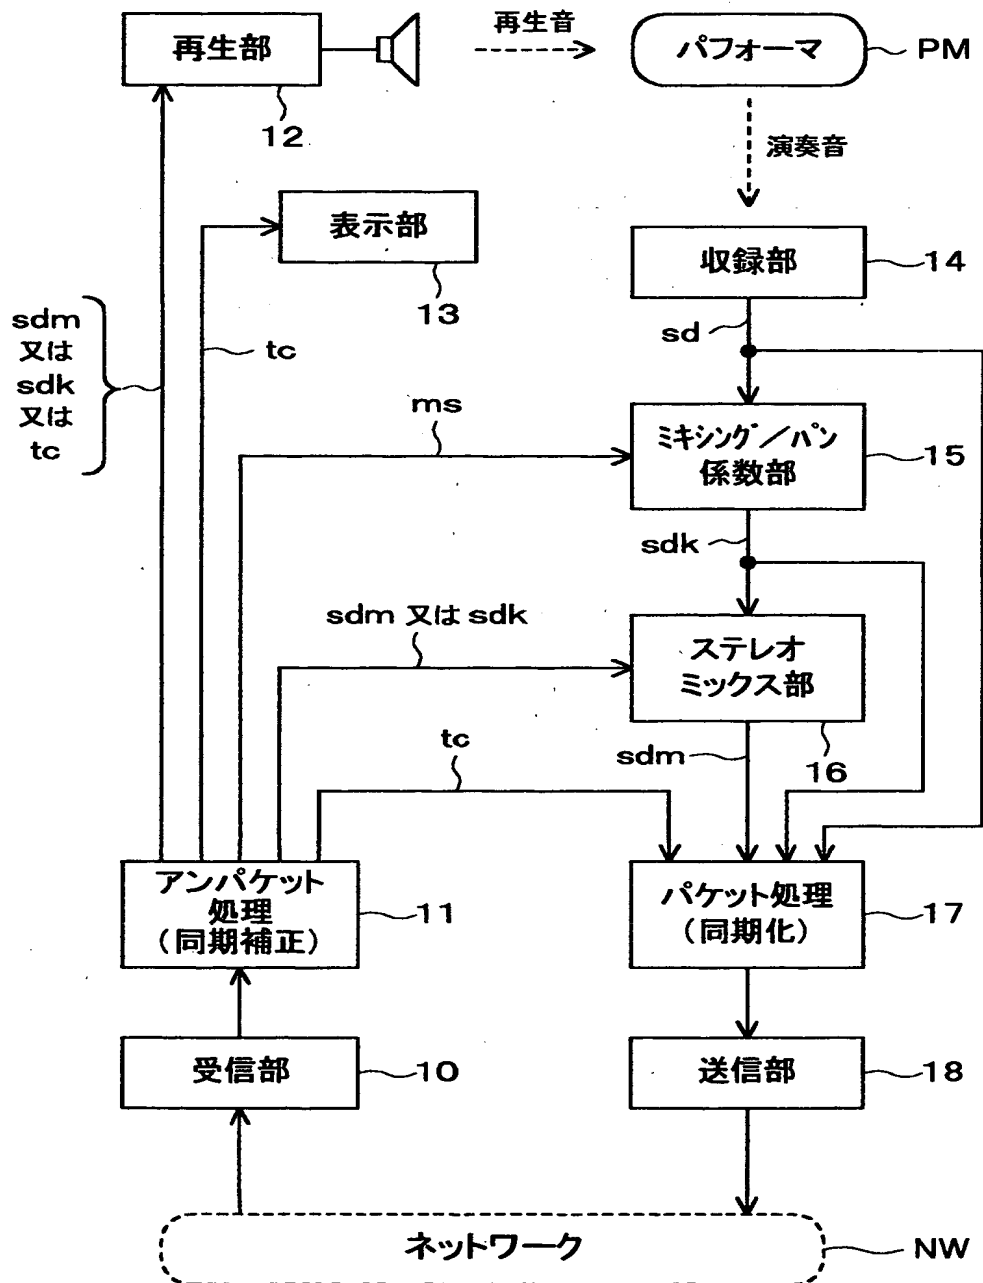 再生部
再生音
パフォーマ
PM
12
演奏音
表示部
13
収録部
14
sdm
又は
sdk
又は
tc
tc
sd
ms
ミキシング／パン
係数部
15
sdk
sdm 又は sdk
ステレオ
ミックス部
16
tc
sdm
アンパケット
処理
（同期補正）
11
パケット処理
（同期化）
17
受信部
10
送信部
18
ネットワーク
NW